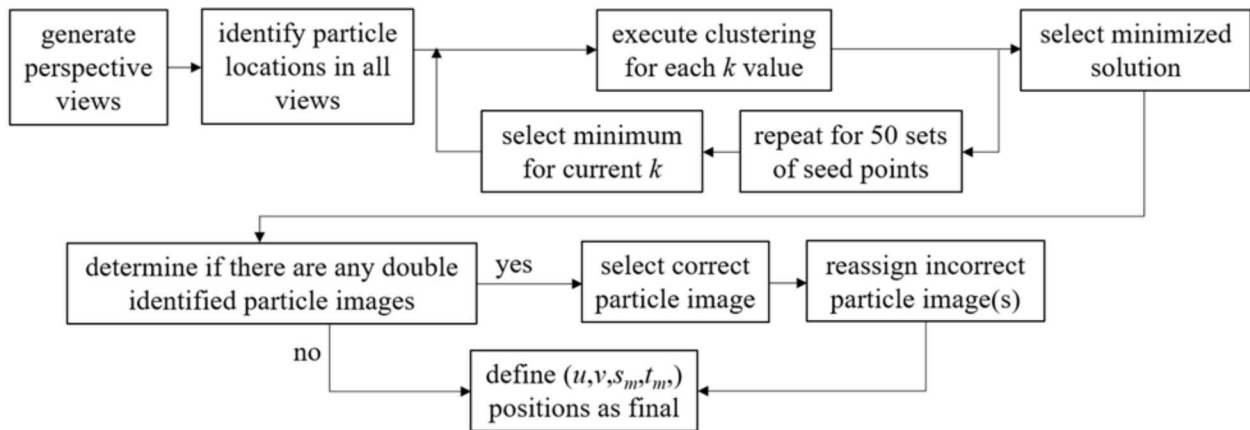 generate
perspective
views
identify particle
locations in all
views
execute clustering
for each k value
select minimized
solution
select minimum
for current k
repeat for 50 sets
of seed points
determine if there are any double
identified particle images
yes
select correct
particle image
reassign incorrect
particle image(s)
no
define (u,v,sₘ,tₘ,)
positions as final